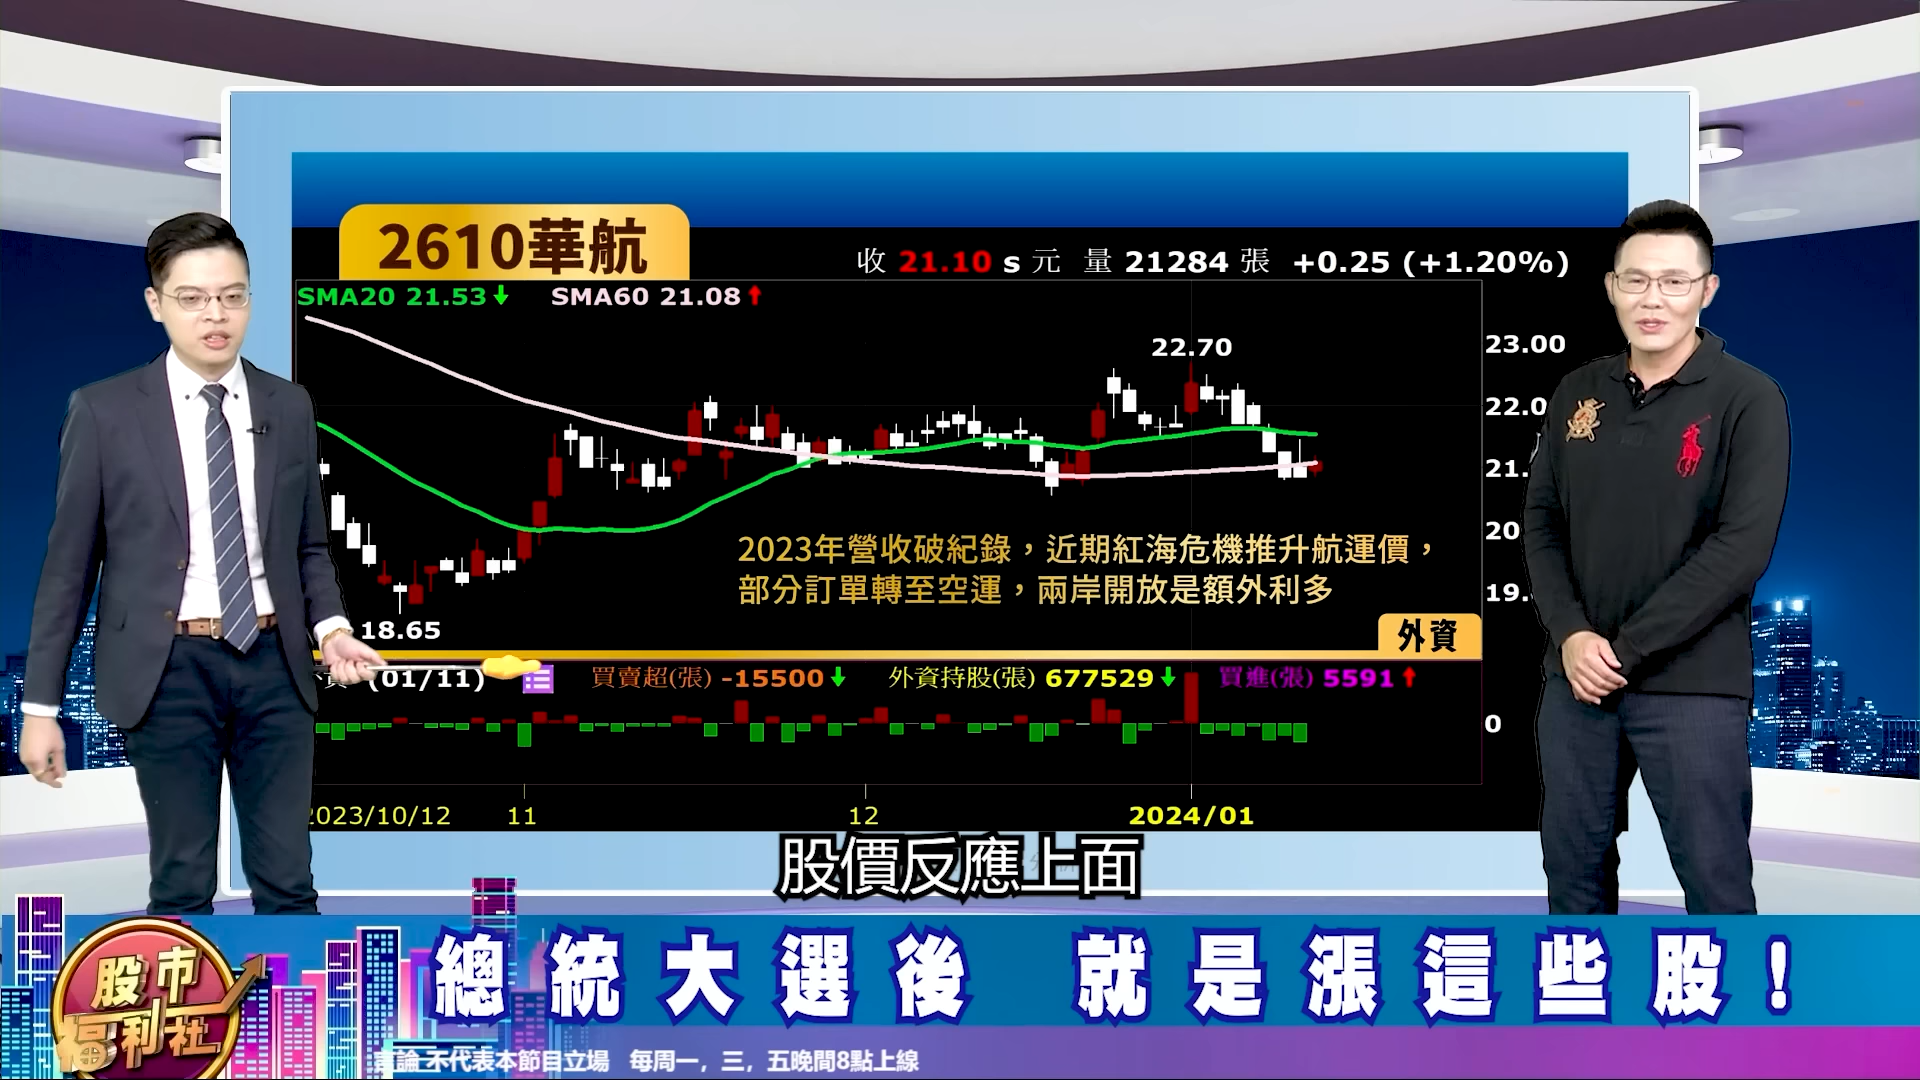 2610華航
收 21.10 s 元 量 21284 張 +0.25 (+1.20%)
SMA20 21.53↓ SMA60 21.08↑
22.70
23.00
22.0
21.
20
19.
18.65
2023年營收破紀錄，近期紅海危機推升航運價，
部分訂單轉至空運，兩岸開放是額外利多
外資
外資 (01/11) 買賣超(張) -15500↓ 外資持股(張) 677529↓ 買進(張) 5591↑
0
2023/10/12 11 12 2024/01
股價反應上面
總統大選後 就是漲這些股！
股市
福利社
言論 不代表本節目立場 每周一，三，五晚間8點上線